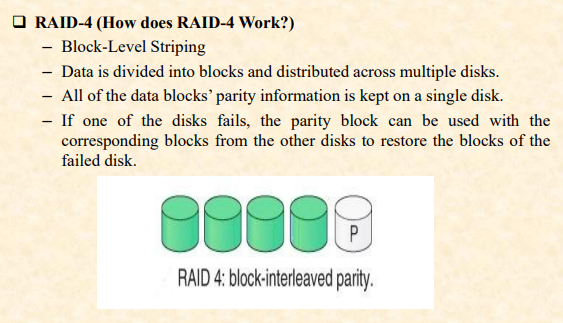 ❑ RAID-4 (How does RAID-4 Work?)
– Block-Level Striping
– Data is divided into blocks and distributed across multiple disks.
– All of the data blocks' parity information is kept on a single disk.
– If one of the disks fails, the parity block can be used with the
corresponding blocks from the other disks to restore the blocks of the
failed disk.
P
RAID 4: block-interleaved parity.